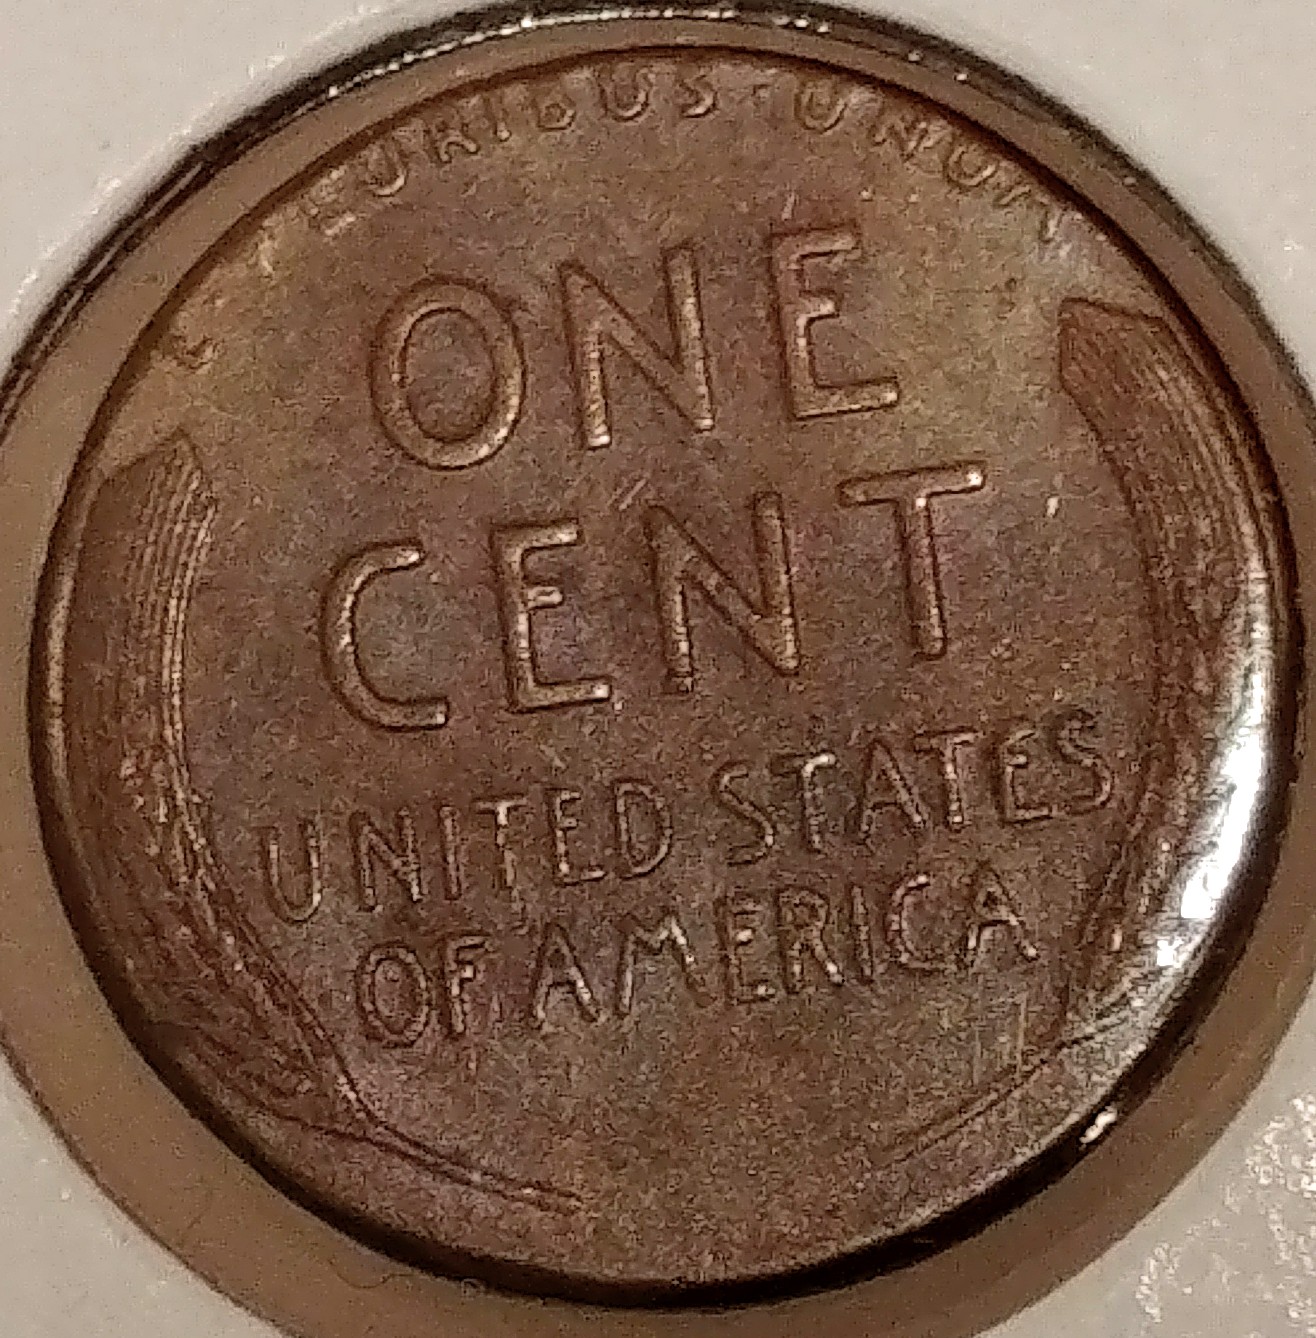 E PLURIBUS·UNUM
ONE
CENT
UNITED STATES
OF AMERICA